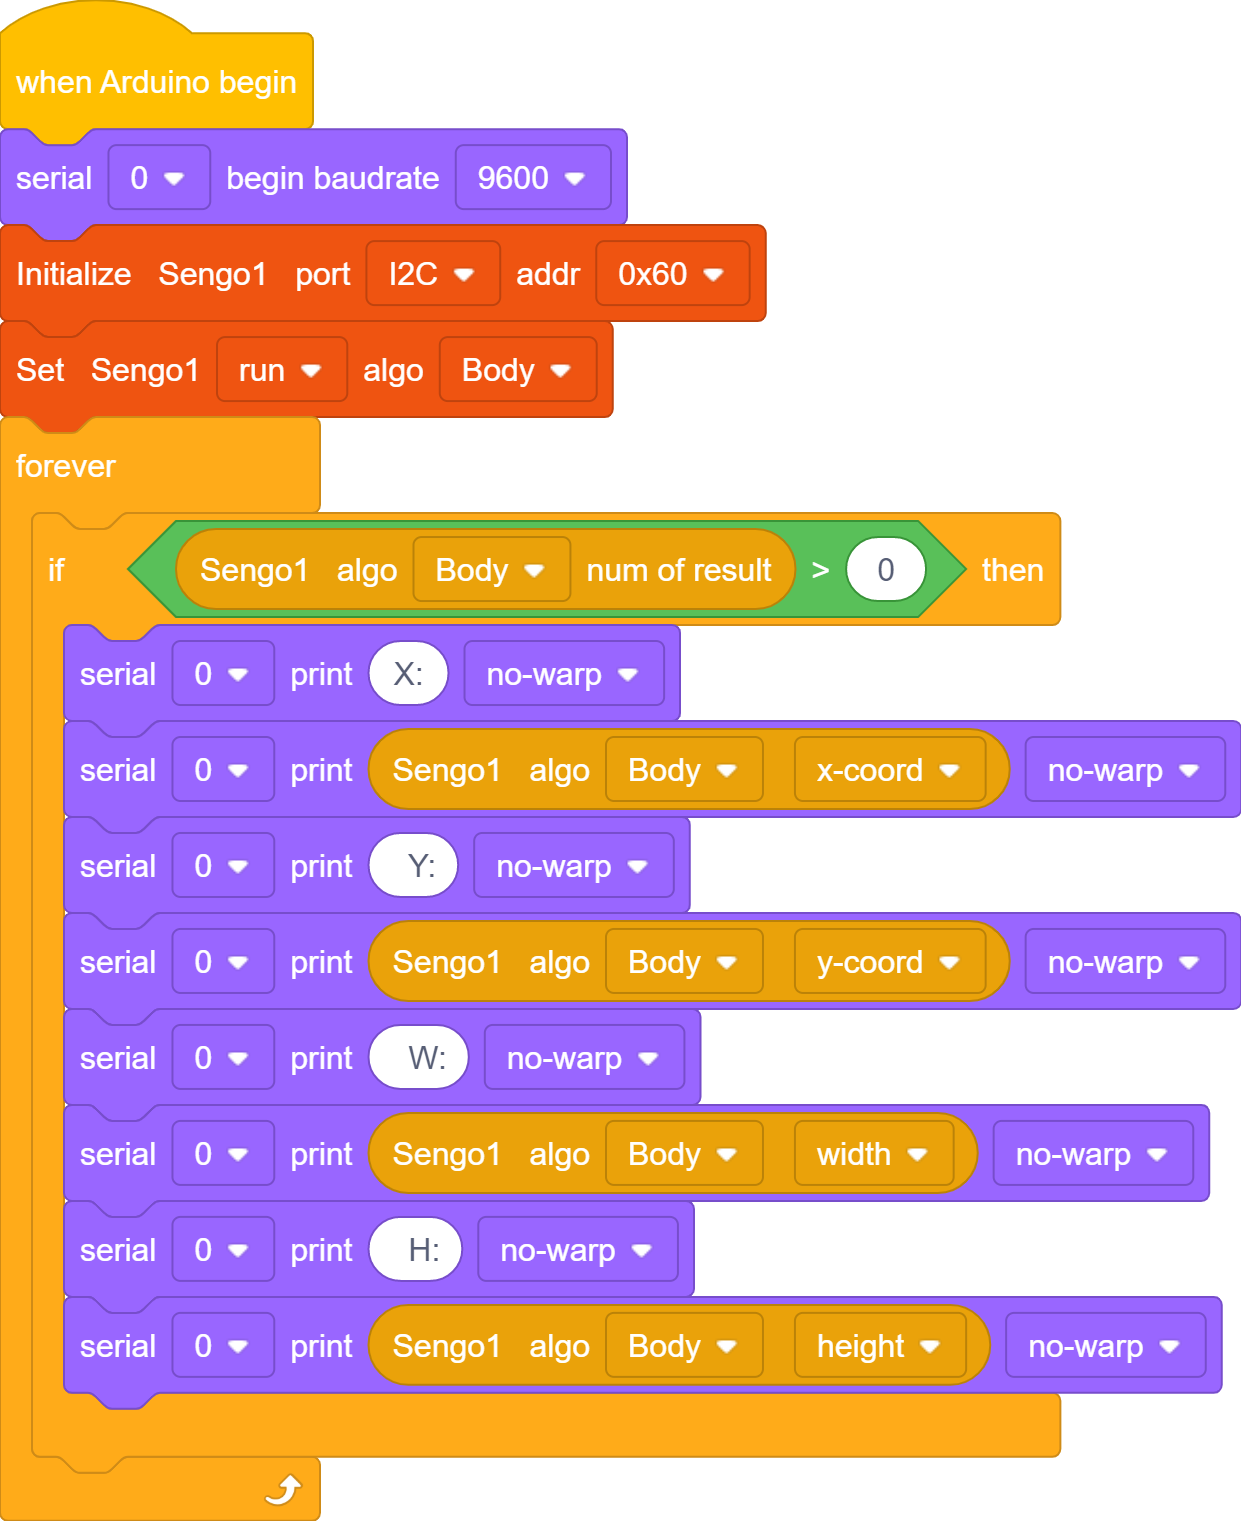 when Arduino begin
serial 0 begin baudrate 9600
Initialize Sengo1 port I2C addr 0x60
Set Sengo1 run algo Body
forever
if Sengo1 algo Body num of result > 0 then
serial 0 print X: no-warp
serial 0 print Sengo1 algo Body x-coord no-warp
serial 0 print Y: no-warp
serial 0 print Sengo1 algo Body y-coord no-warp
serial 0 print W: no-warp
serial 0 print Sengo1 algo Body width no-warp
serial 0 print H: no-warp
serial 0 print Sengo1 algo Body height no-warp